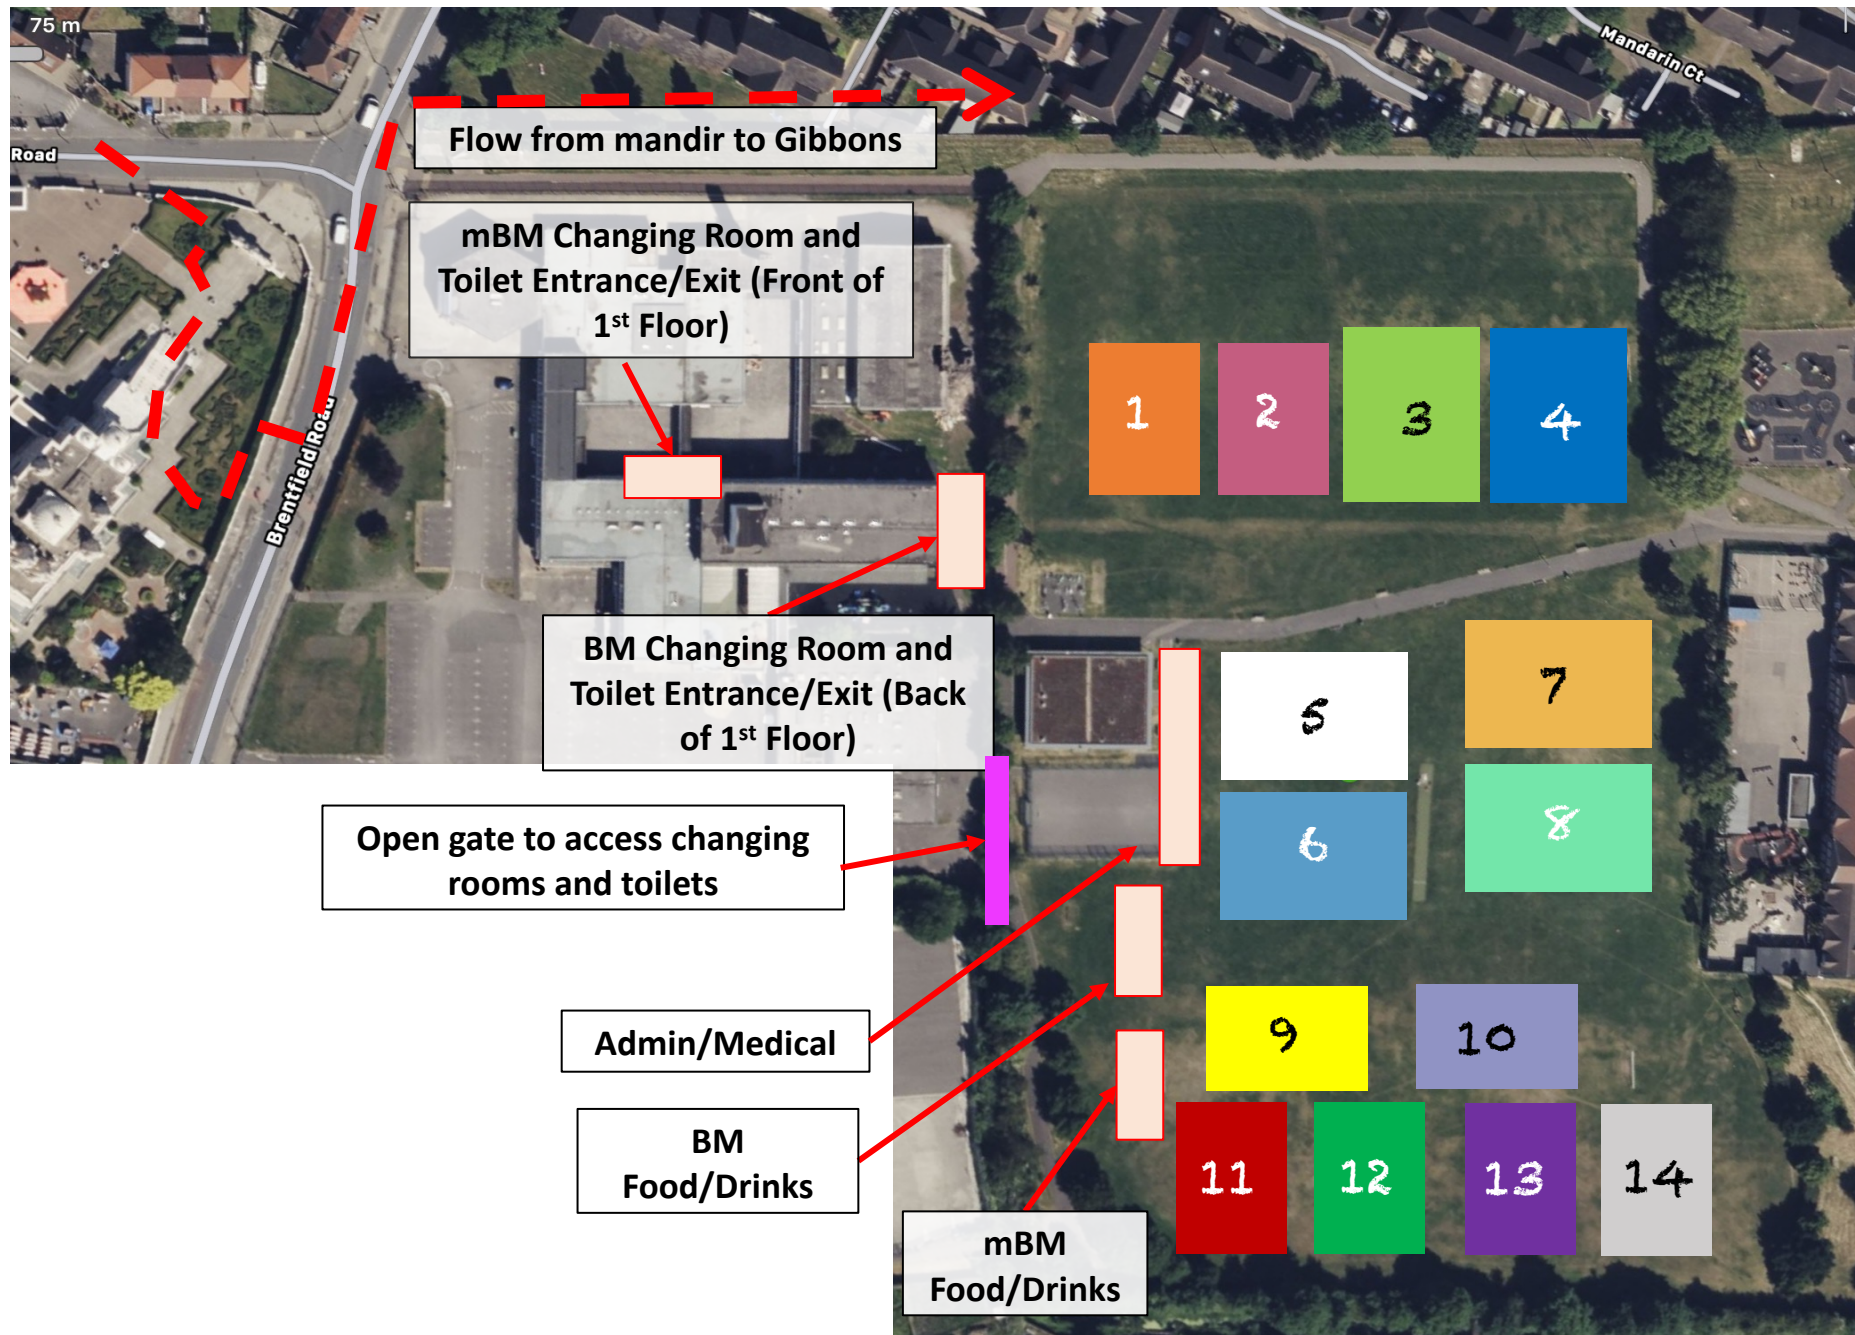 75 m
Mandarin Ct
Road
Flow from mandir to Gibbons
mBM Changing Room and
Toilet Entrance/Exit (Front of
1st Floor)
1
2
3
4
Brentfield Road
BM Changing Room and
Toilet Entrance/Exit (Back
of 1st Floor)
5
7
Open gate to access changing
rooms and toilets
6
8
Admin/Medical
9
10
BM
Food/Drinks
11
12
13
14
mBM
Food/Drinks